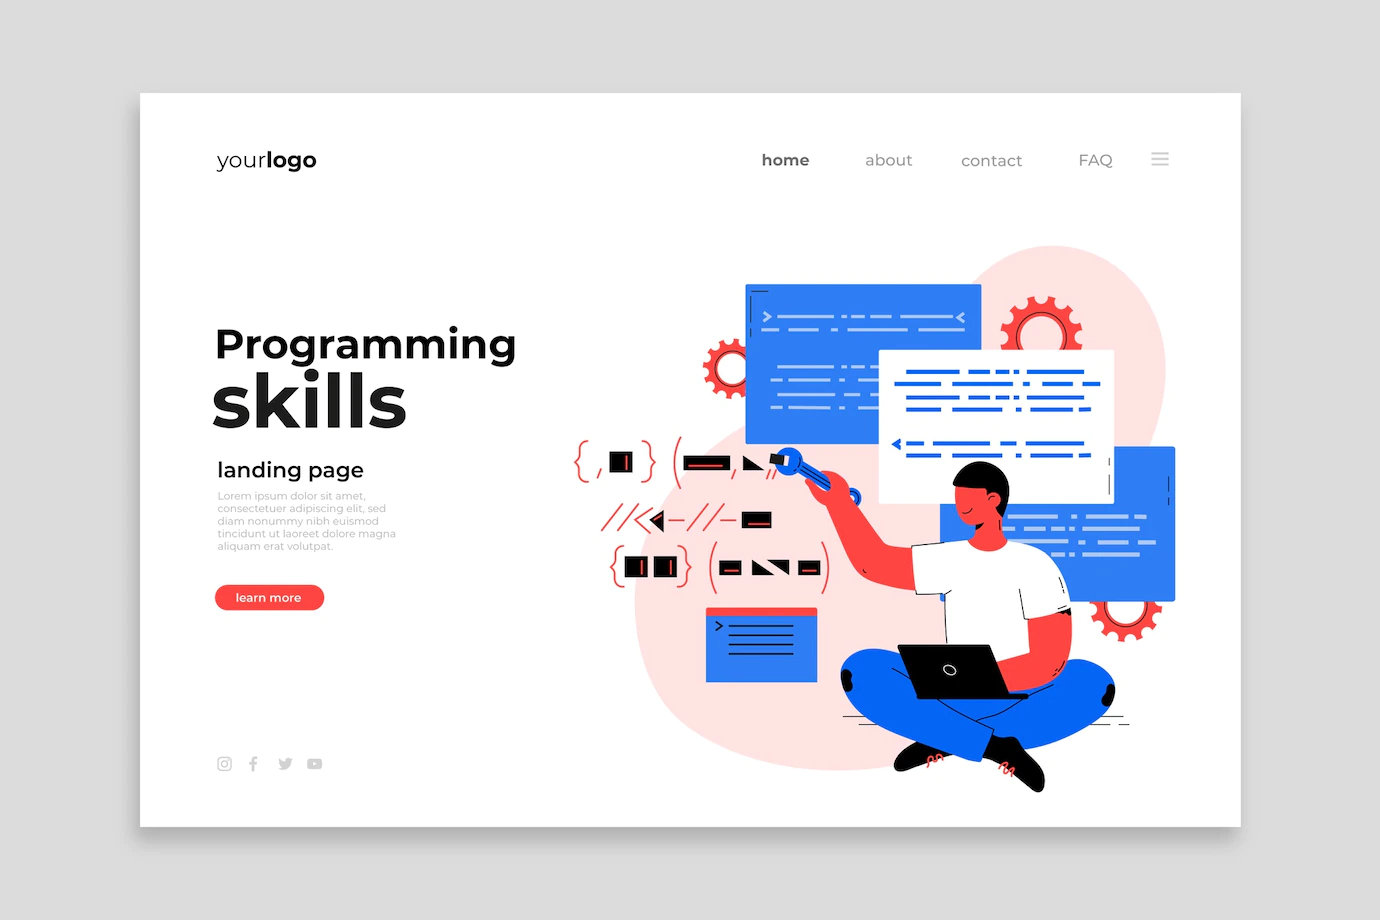 yourlogo
home about contact FAQ
Programming
skills
landing page
Lorem ipsum dolor sit amet,
consectetuer adipiscing elit, sed
diam nonummy nibh euismod
tincidunt ut laoreet dolore magna
aliquam erat volutpat.
learn more